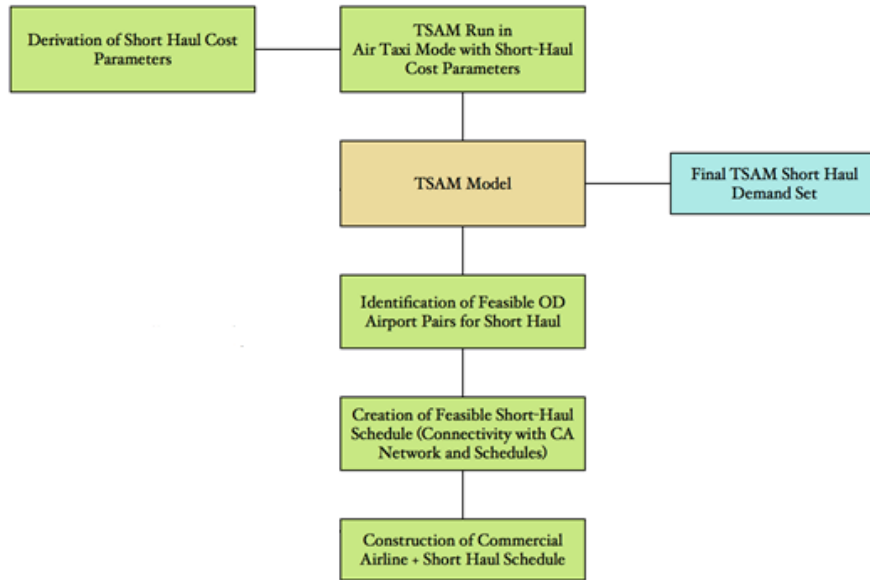 Derivation of Short Haul Cost
Parameters
TSAM Run in
Air Taxi Mode with Short-Haul
Cost Parameters
TSAM Model
Final TSAM Short Haul
Demand Set
Identification of Feasible OD
Airport Pairs for Short Haul
Creation of Feasible Short-Haul
Schedule (Connectivity with CA
Network and Schedules)
Construction of Commercial
Airline + Short Haul Schedule